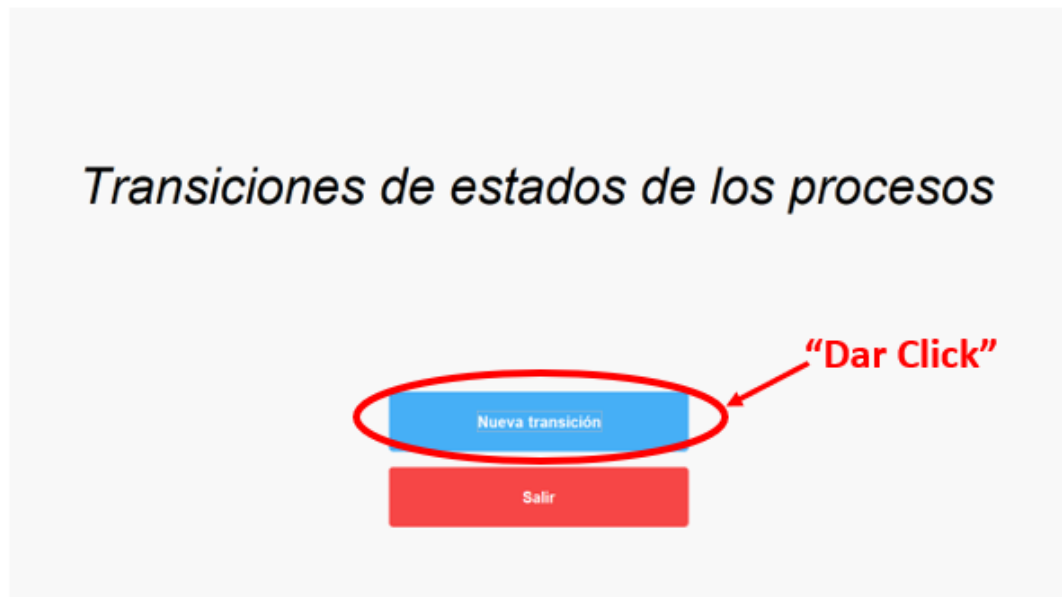 Transiciones de estados de los procesos
“Dar Click”
Nueva transición
Salir